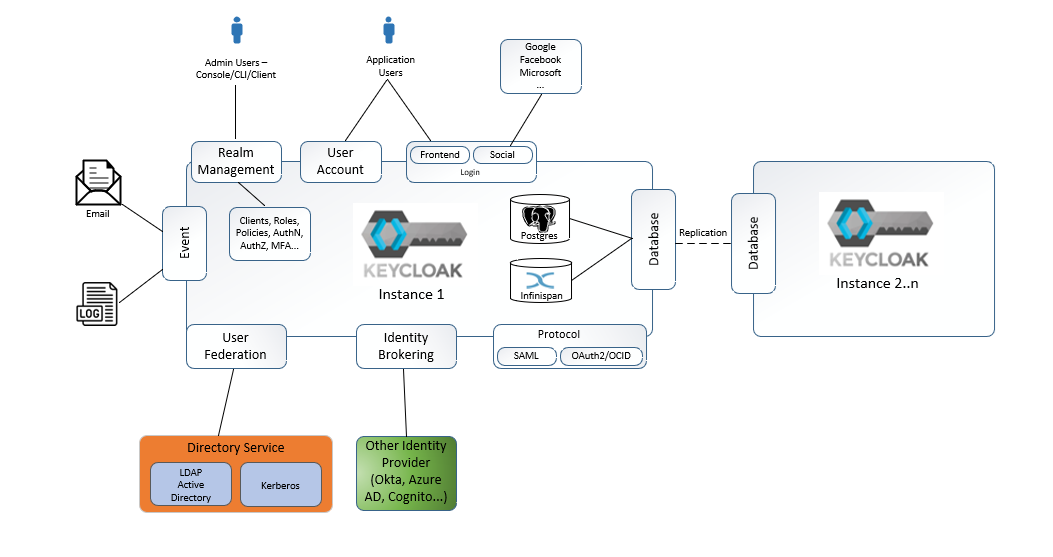 Admin Users –
Console/CLI/Client
Application
Users
Google
Facebook
Microsoft
...
Realm
Management
User
Account
Frontend
Social
Login
Email
Event
LOG
Clients, Roles,
Policies, AuthN,
AuthZ, MFA...
KEYCLOAK
Instance 1
Postgres
Infinispan
Database
Replication
Database
KEYCLOAK
Instance 2..n
User
Federation
Identity
Brokering
Protocol
SAML
OAuth2/OCID
Directory Service
LDAP
Active
Directory
Kerberos
Other Identity
Provider
(Okta, Azure
AD, Cognito...)